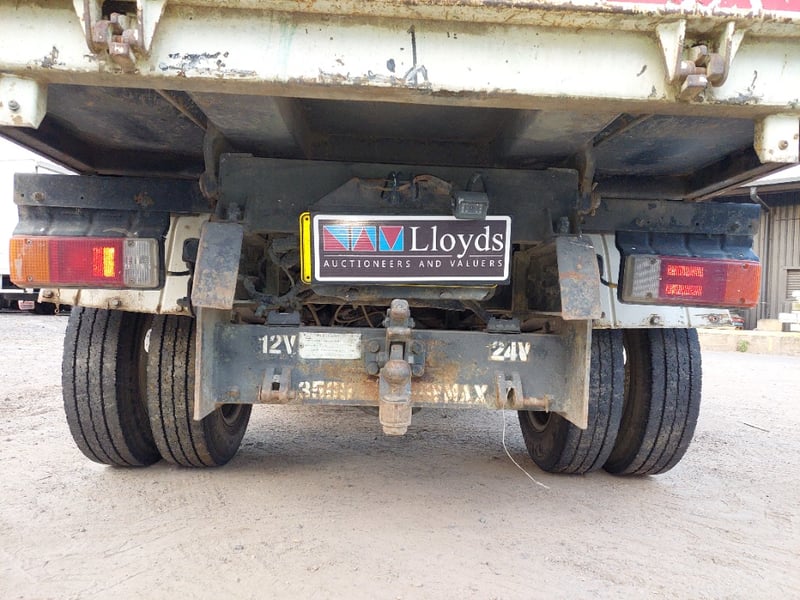 Lloyds
AUCTIONEERS AND VALUERS
12V
24V
MAX